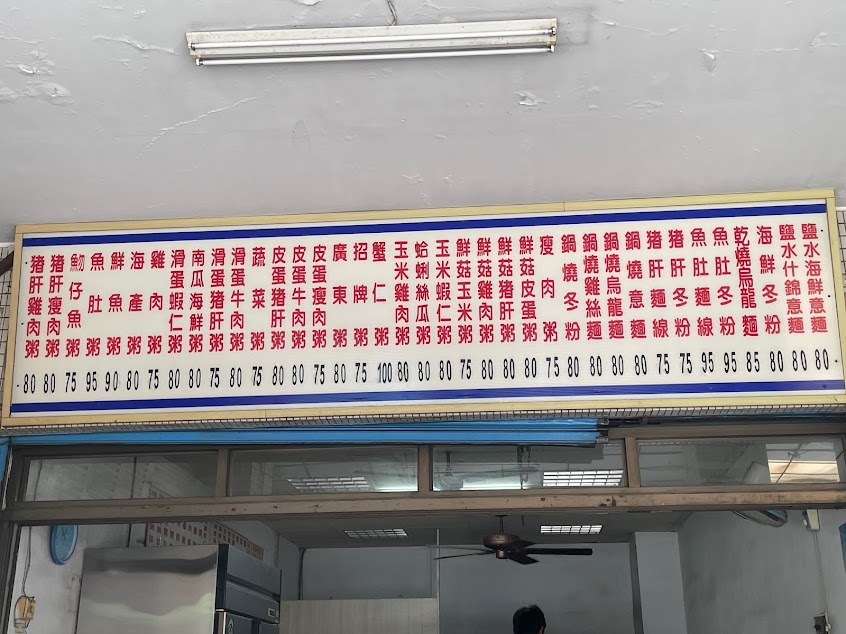 鹽水海鮮意麵 80
鹽水什錦意麵 80
海鮮冬粉 80
乾燒烏龍麵 85
魚肚冬粉 95
魚肚麵線 95
豬肝冬粉 75
豬肝麵線 75
鍋燒意麵 80
鍋燒烏龍麵 80
鍋燒雞絲麵 80
鍋燒冬粉 80
瘦肉粥 75
鮮菇皮蛋粥 80
鮮菇豬肝粥 80
鮮菇雞肉粥 80
鮮菇玉米粥 75
玉米蝦仁粥 80
蛤蜊絲瓜粥 80
玉米雞肉粥 80
蟹仁粥 100
招牌粥 75
廣東粥 80
皮蛋瘦肉粥 75
皮蛋牛肉粥 80
皮蛋豬肝粥 80
蔬菜粥 75
滑蛋牛肉粥 80
滑蛋豬肝粥 75
南瓜海鮮粥 80
滑蛋蝦仁粥 80
雞肉粥 75
海產粥 80
鮮魚粥 90
魚肚粥 95
魩仔魚粥 75
豬肝瘦肉粥 80
豬肝雞肉粥 80